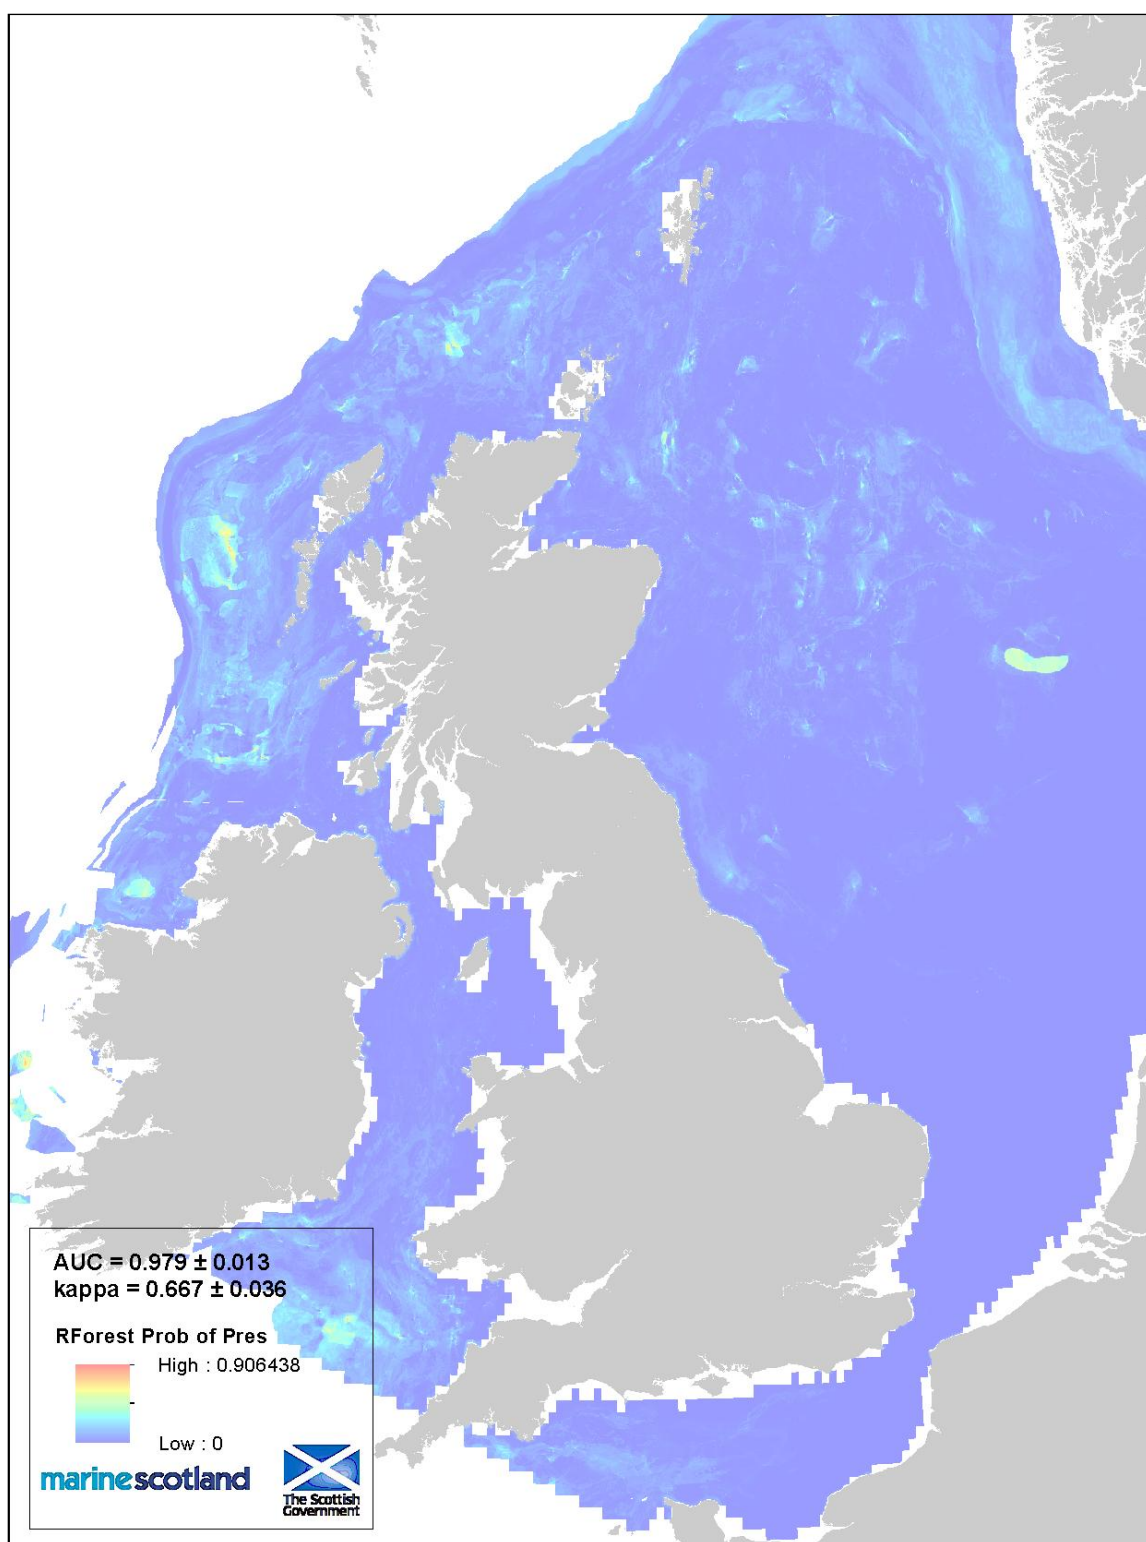 AUC = 0.979 ± 0.013
kappa = 0.667 ± 0.036
RForest Prob of Pres
High : 0.906438
Low : 0
marinescotland
The Scottish
Government